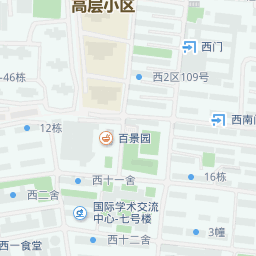 高层小区
西门
-46栋
西2区109号
西南门
12栋
百景园
西十一舍
16栋
西二舍
国际学术交流
中心-七号楼
3幢
西一食堂
西十二舍